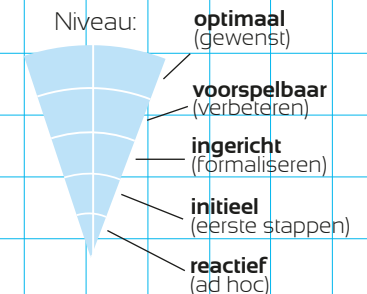 Niveau:
optimaal
(gewenst)
voorspelbaar
(verbeteren)
ingericht
(formaliseren)
initieel
(eerste stappen)
reactief
(ad hoc)